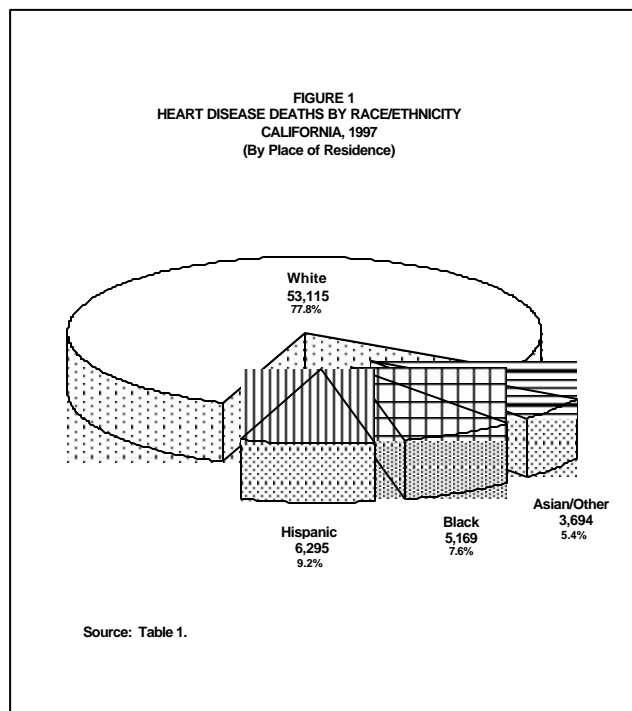 FIGURE 1
HEART DISEASE DEATHS BY RACE/ETHNICITY
CALIFORNIA, 1997
(By Place of Residence)
White
53,115
77.8%
Hispanic
6,295
9.2%
Black
5,169
7.6%
Asian/Other
3,694
5.4%
Source: Table 1.